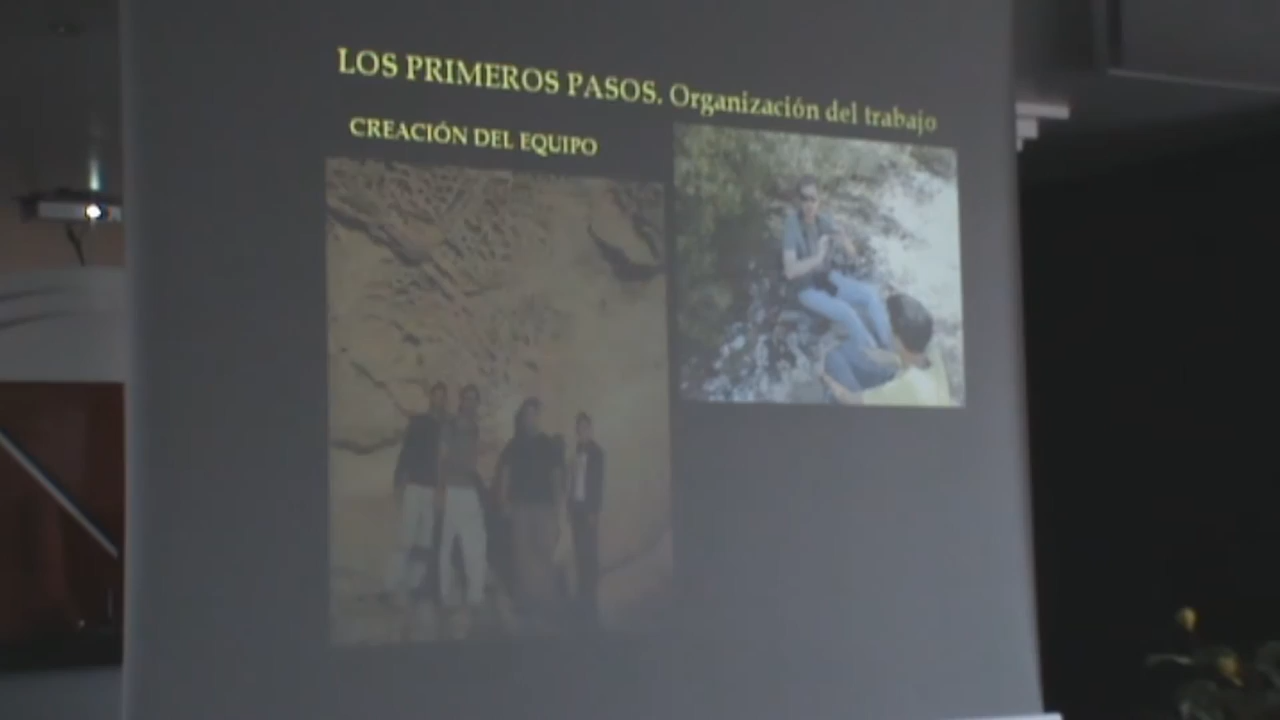 LOS PRIMEROS PASOS. Organización del trabajo
CREACIÓN DEL EQUIPO